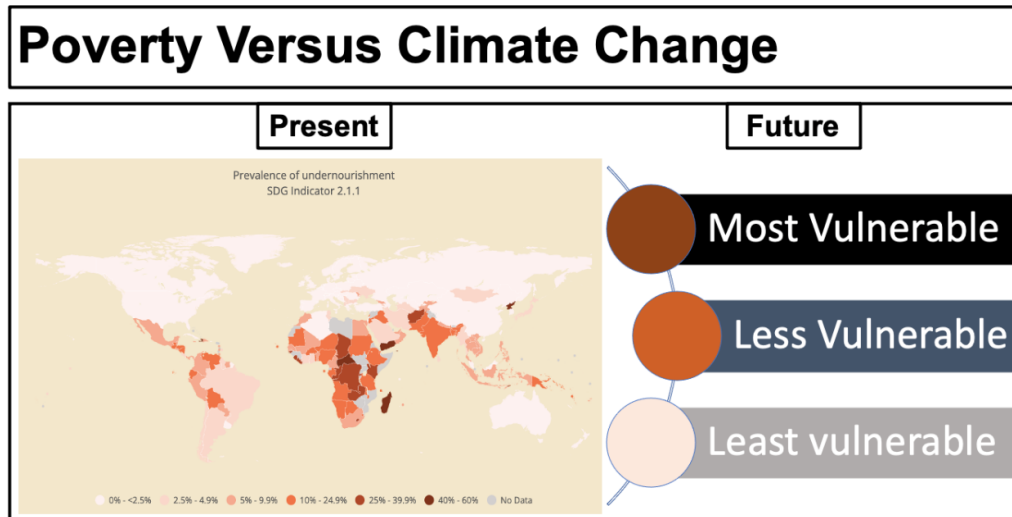 Poverty Versus Climate Change
Present
Future
Prevalence of undernourishment
SDG Indicator 2.1.1
Most Vulnerable
Less Vulnerable
Least vulnerable
0% - <2.5% 2.5% - 4.9% 5% - 9.9% 10% - 24.9% 25% - 39.9% 40% - 60% No Data